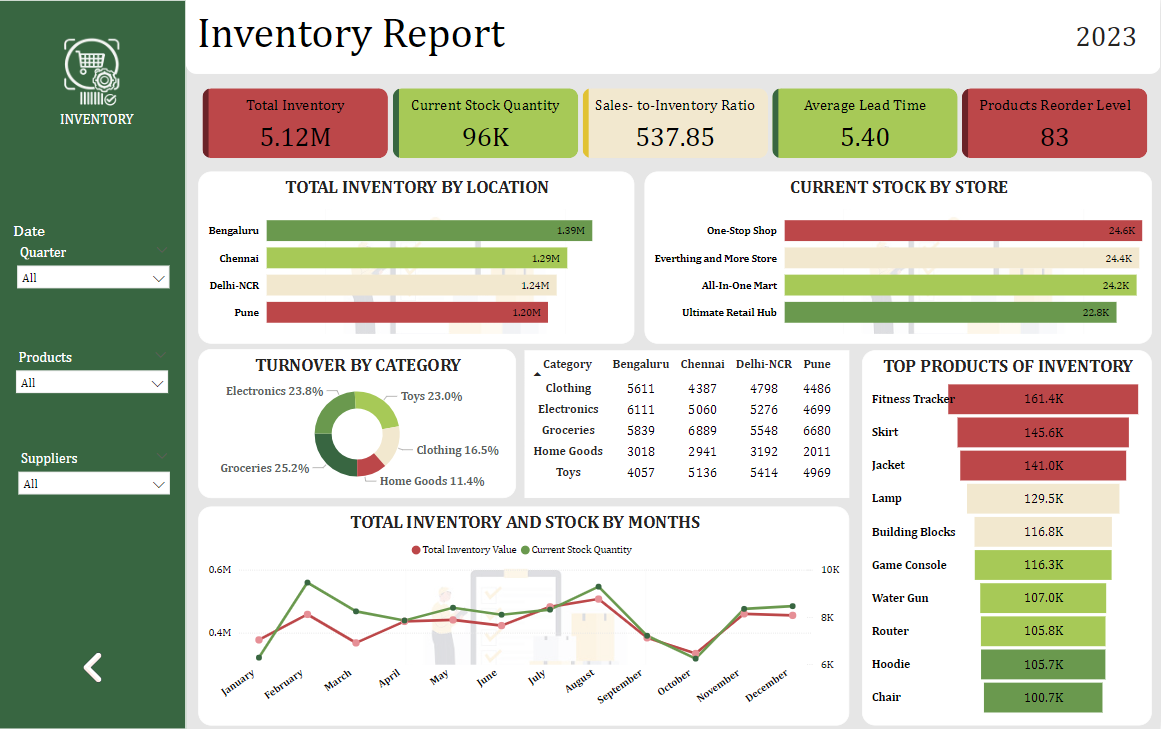 Inventory Report
2023
INVENTORY
Total Inventory
5.12M
Current Stock Quantity
96K
Sales- to-Inventory Ratio
537.85
Average Lead Time
5.40
Products Reorder Level
83
Date
Quarter
All
Products
All
Suppliers
All
TOTAL INVENTORY BY LOCATION
Bengaluru 1.39M
Chennai 1.29M
Delhi-NCR 1.24M
Pune 1.20M
CURRENT STOCK BY STORE
One-Stop Shop 24.6K
Everthing and More Store 24.4K
All-In-One Mart 24.2K
Ultimate Retail Hub 22.8K
TURNOVER BY CATEGORY
Electronics 23.8%
Toys 23.0%
Clothing 16.5%
Groceries 25.2%
Home Goods 11.4%
Category Bengaluru Chennai Delhi-NCR Pune
Clothing 5611 4387 4798 4486
Electronics 6111 5060 5276 4699
Groceries 5839 6889 5548 6680
Home Goods 3018 2941 3192 2011
Toys 4057 5136 5414 4969
TOP PRODUCTS OF INVENTORY
Fitness Tracker 161.4K
Skirt 145.6K
Jacket 141.0K
Lamp 129.5K
Building Blocks 116.8K
Game Console 116.3K
Water Gun 107.0K
Router 105.8K
Hoodie 105.7K
Chair 100.7K
TOTAL INVENTORY AND STOCK BY MONTHS
Total Inventory Value Current Stock Quantity
0.6M 10K
0.4M 8K
6K
January February March April May June July August September October November December